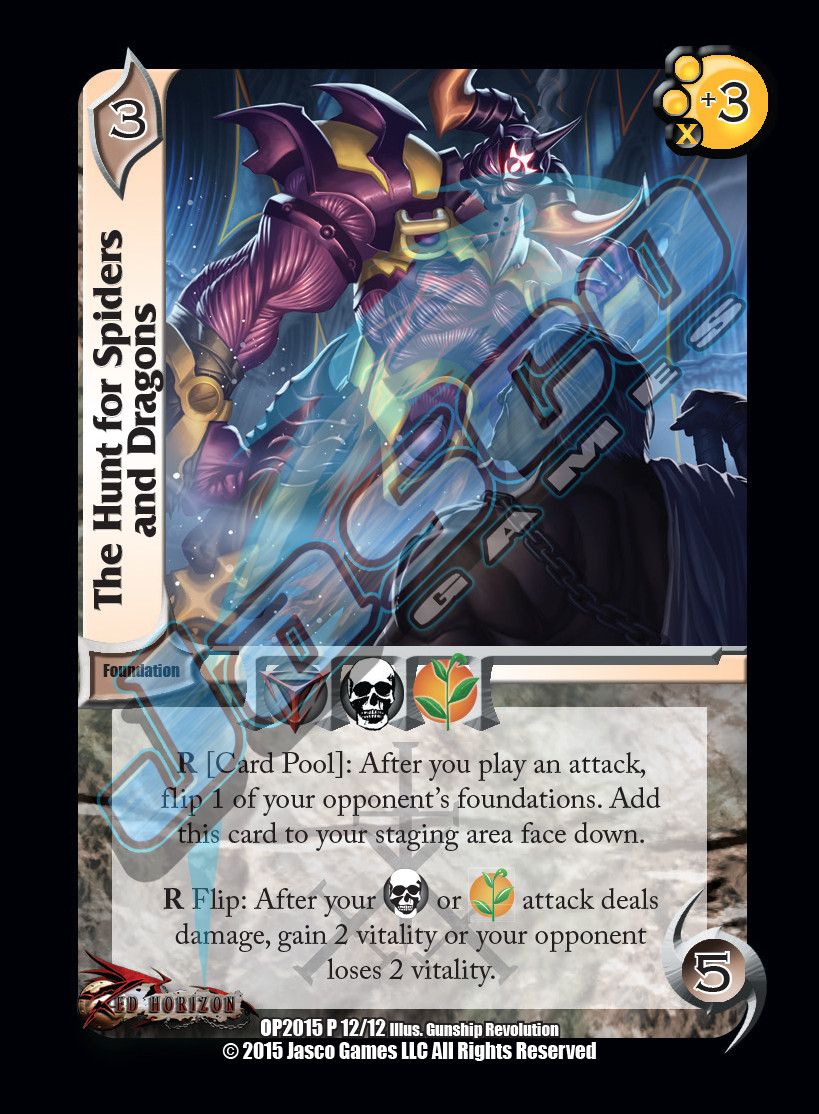 3
+3
X
The Hunt for Spiders
and Dragons
JASCO
GAMES
Foundation
R [Card Pool]: After you play an attack,
flip 1 of your opponent's foundations. Add
this card to your staging area face down.
R Flip: After your or attack deals
damage, gain 2 vitality or your opponent
loses 2 vitality.
5
RED HORIZON
OP2015 P 12/12 Illus. Gunship Revolution
© 2015 Jasco Games LLC All Rights Reserved